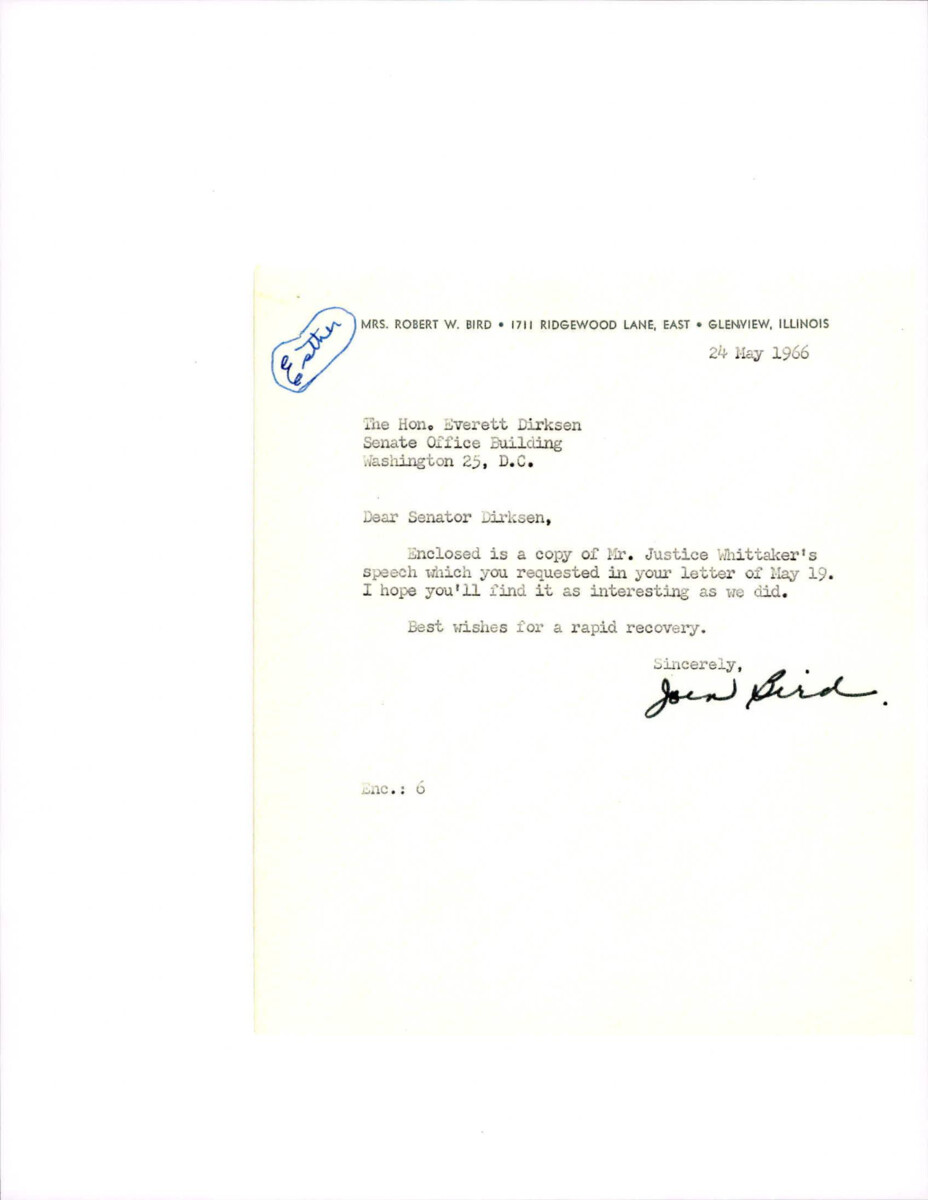 Esther
MRS. ROBERT W. BIRD • 1711 RIDGEWOOD LANE, EAST • GLENVIEW, ILLINOIS
24 May 1966
The Hon. Everett Dirksen
Senate Office Building
Washington 25, D.C.
Dear Senator Dirksen,
Enclosed is a copy of Mr. Justice Whittaker's
speech which you requested in your letter of May 19.
I hope you'll find it as interesting as we did.
Best wishes for a rapid recovery.
Sincerely,
Bird.
Enc.: 6